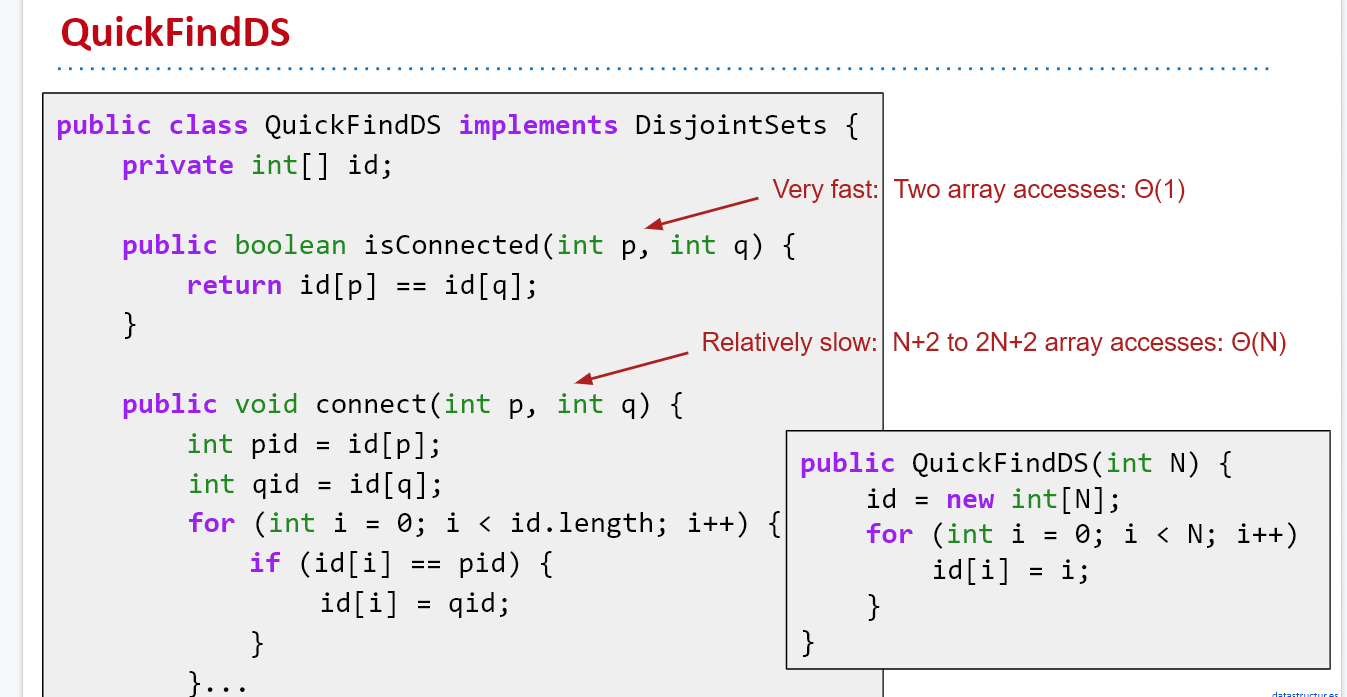 QuickFindDS
public class QuickFindDS implements DisjointSets {
private int[] id;
Very fast: Two array accesses: Θ(1)
public boolean isConnected(int p, int q) {
return id[p] == id[q];
}
Relatively slow: N+2 to 2N+2 array accesses: Θ(N)
public void connect(int p, int q) {
int pid = id[p];
int qid = id[q];
for (int i = 0; i < id.length; i++) {
if (id[i] == pid) {
id[i] = qid;
}
}...
public QuickFindDS(int N) {
id = new int[N];
for (int i = 0; i < N; i++)
id[i] = i;
}
}
datastructur.es